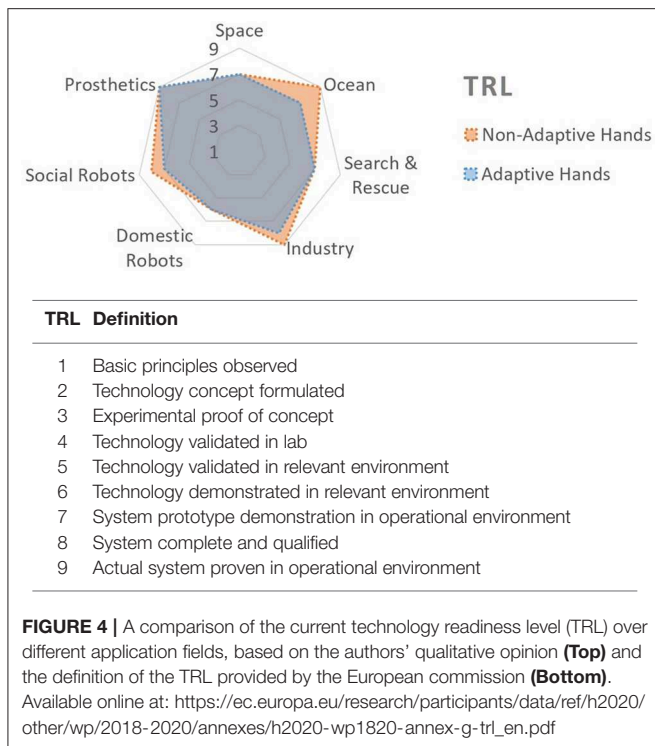 Space
9
7
5
3
1
Prosthetics
Ocean
Social Robots
Search &
Rescue
Domestic
Robots
Industry
TRL
Non-Adaptive Hands
Adaptive Hands
TRL Definition
1 Basic principles observed
2 Technology concept formulated
3 Experimental proof of concept
4 Technology validated in lab
5 Technology validated in relevant environment
6 Technology demonstrated in relevant environment
7 System prototype demonstration in operational environment
8 System complete and qualified
9 Actual system proven in operational environment
FIGURE 4 | A comparison of the current technology readiness level (TRL) over
different application fields, based on the authors' qualitative opinion (Top) and
the definition of the TRL provided by the European commission (Bottom).
Available online at: https://ec.europa.eu/research/participants/data/ref/h2020/
other/wp/2018-2020/annexes/h2020-wp1820-annex-g-trl_en.pdf